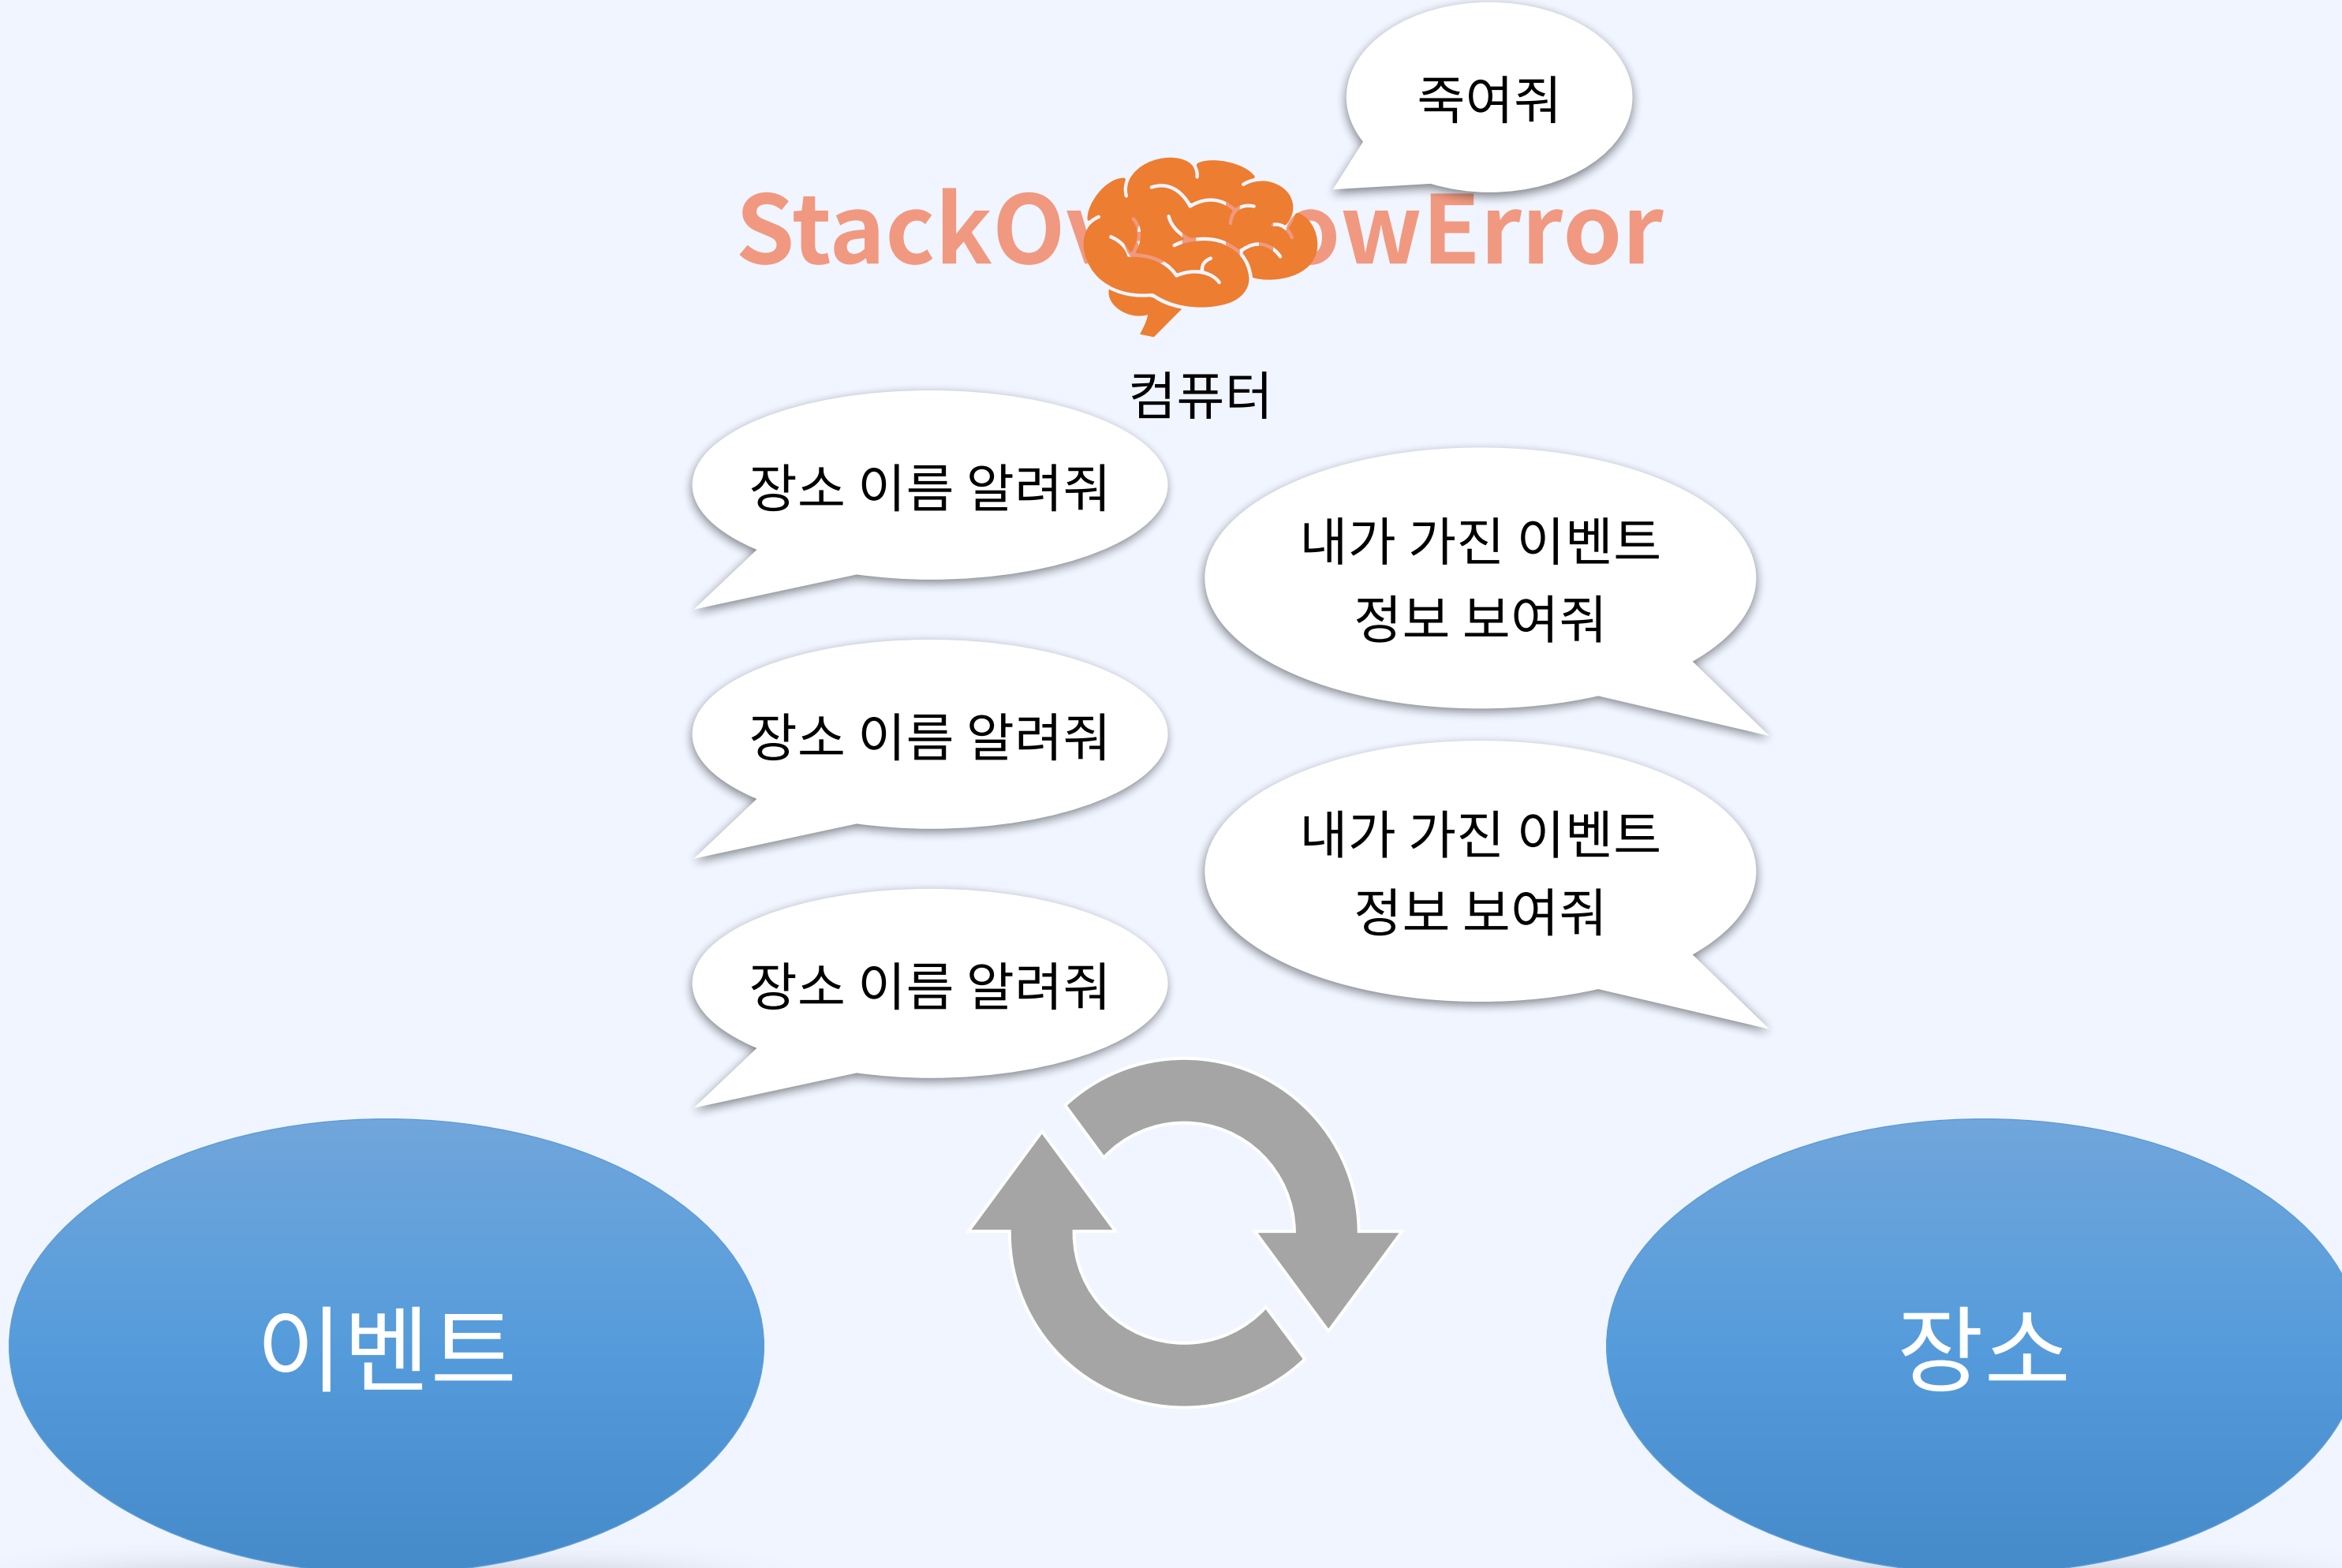 죽여줘
StackOv owError
컴퓨터
장소 이름 알려줘
내가 가진 이벤트
정보 보여줘
장소 이름 알려줘
내가 가진 이벤트
정보 보여줘
장소 이름 알려줘
이벤트
장소